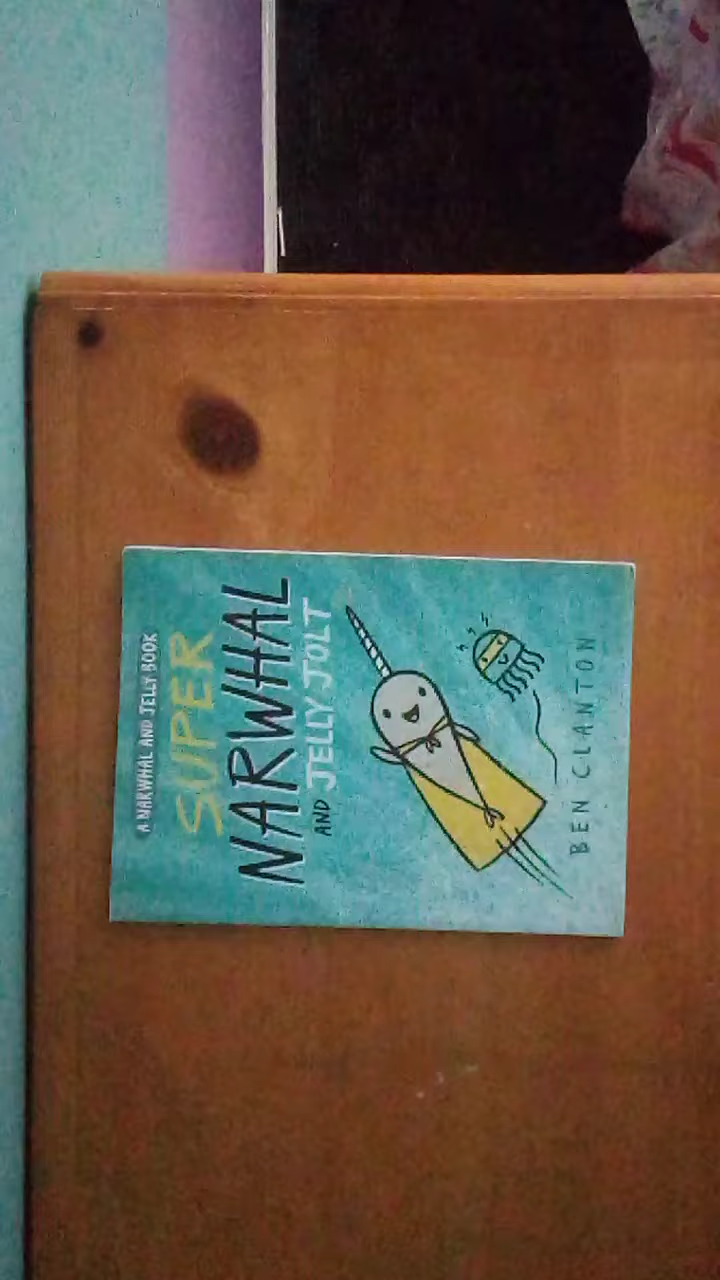 A NARWHAL AND JELLY BOOK
SUPER
NARWHAL
AND JELLY JOLT
BEN CLANTON